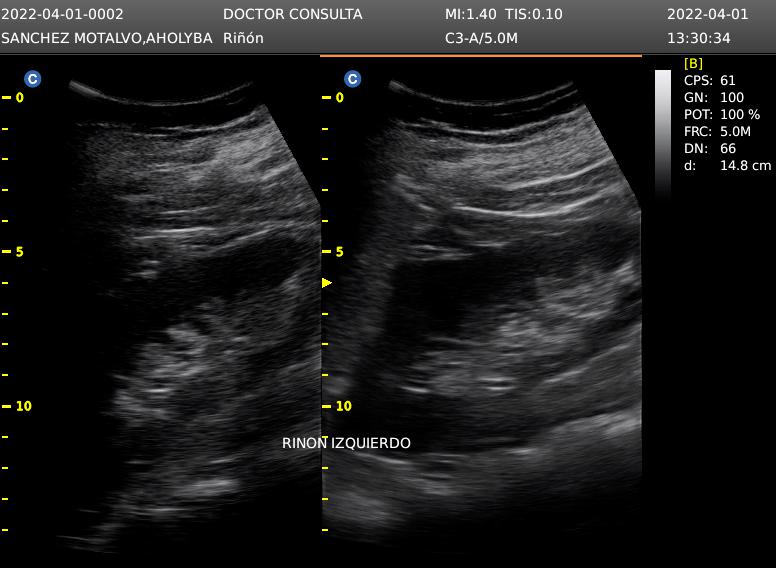 2022-04-01-0002 DOCTOR CONSULTA MI:1.40 TIS:0.10 2022-04-01
SANCHEZ MOTALVO,AHOLYBA Riñón C3-A/5.0M 13:30:34
[B]
C C
CPS: 61
0 0
GN: 100
POT: 100 %
FRC: 5.0M
DN: 66
d: 14.8 cm
5 5
10 10
RINON IZQUIERDO